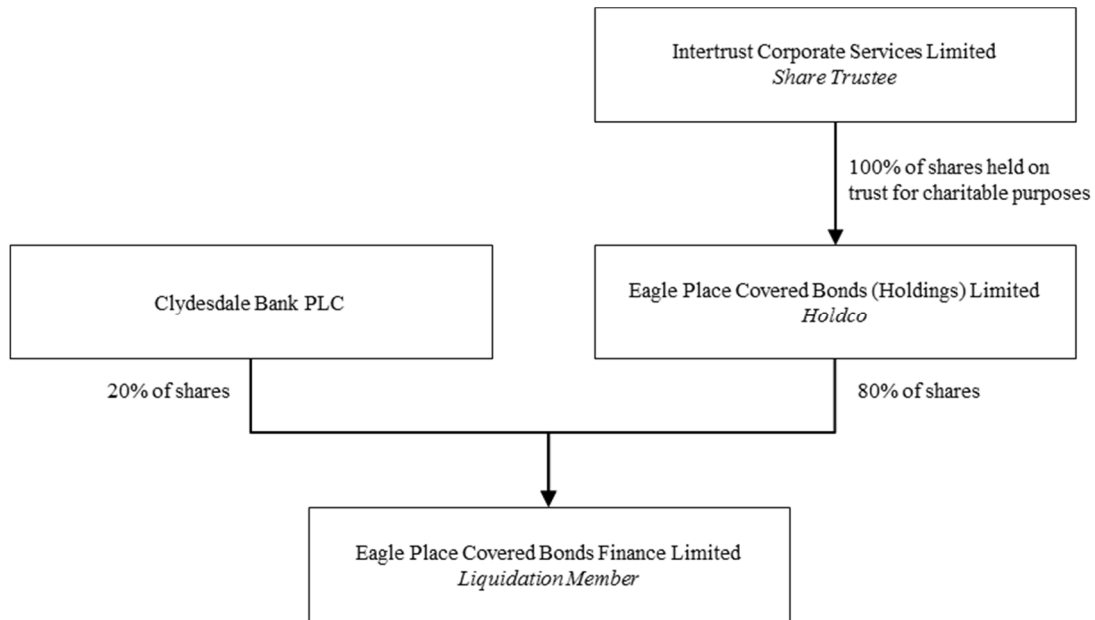 Intertrust Corporate Services Limited
Share Trustee
100% of shares held on
trust for charitable purposes
Clydesdale Bank PLC
Eagle Place Covered Bonds (Holdings) Limited
Holdco
20% of shares
80% of shares
Eagle Place Covered Bonds Finance Limited
Liquidation Member